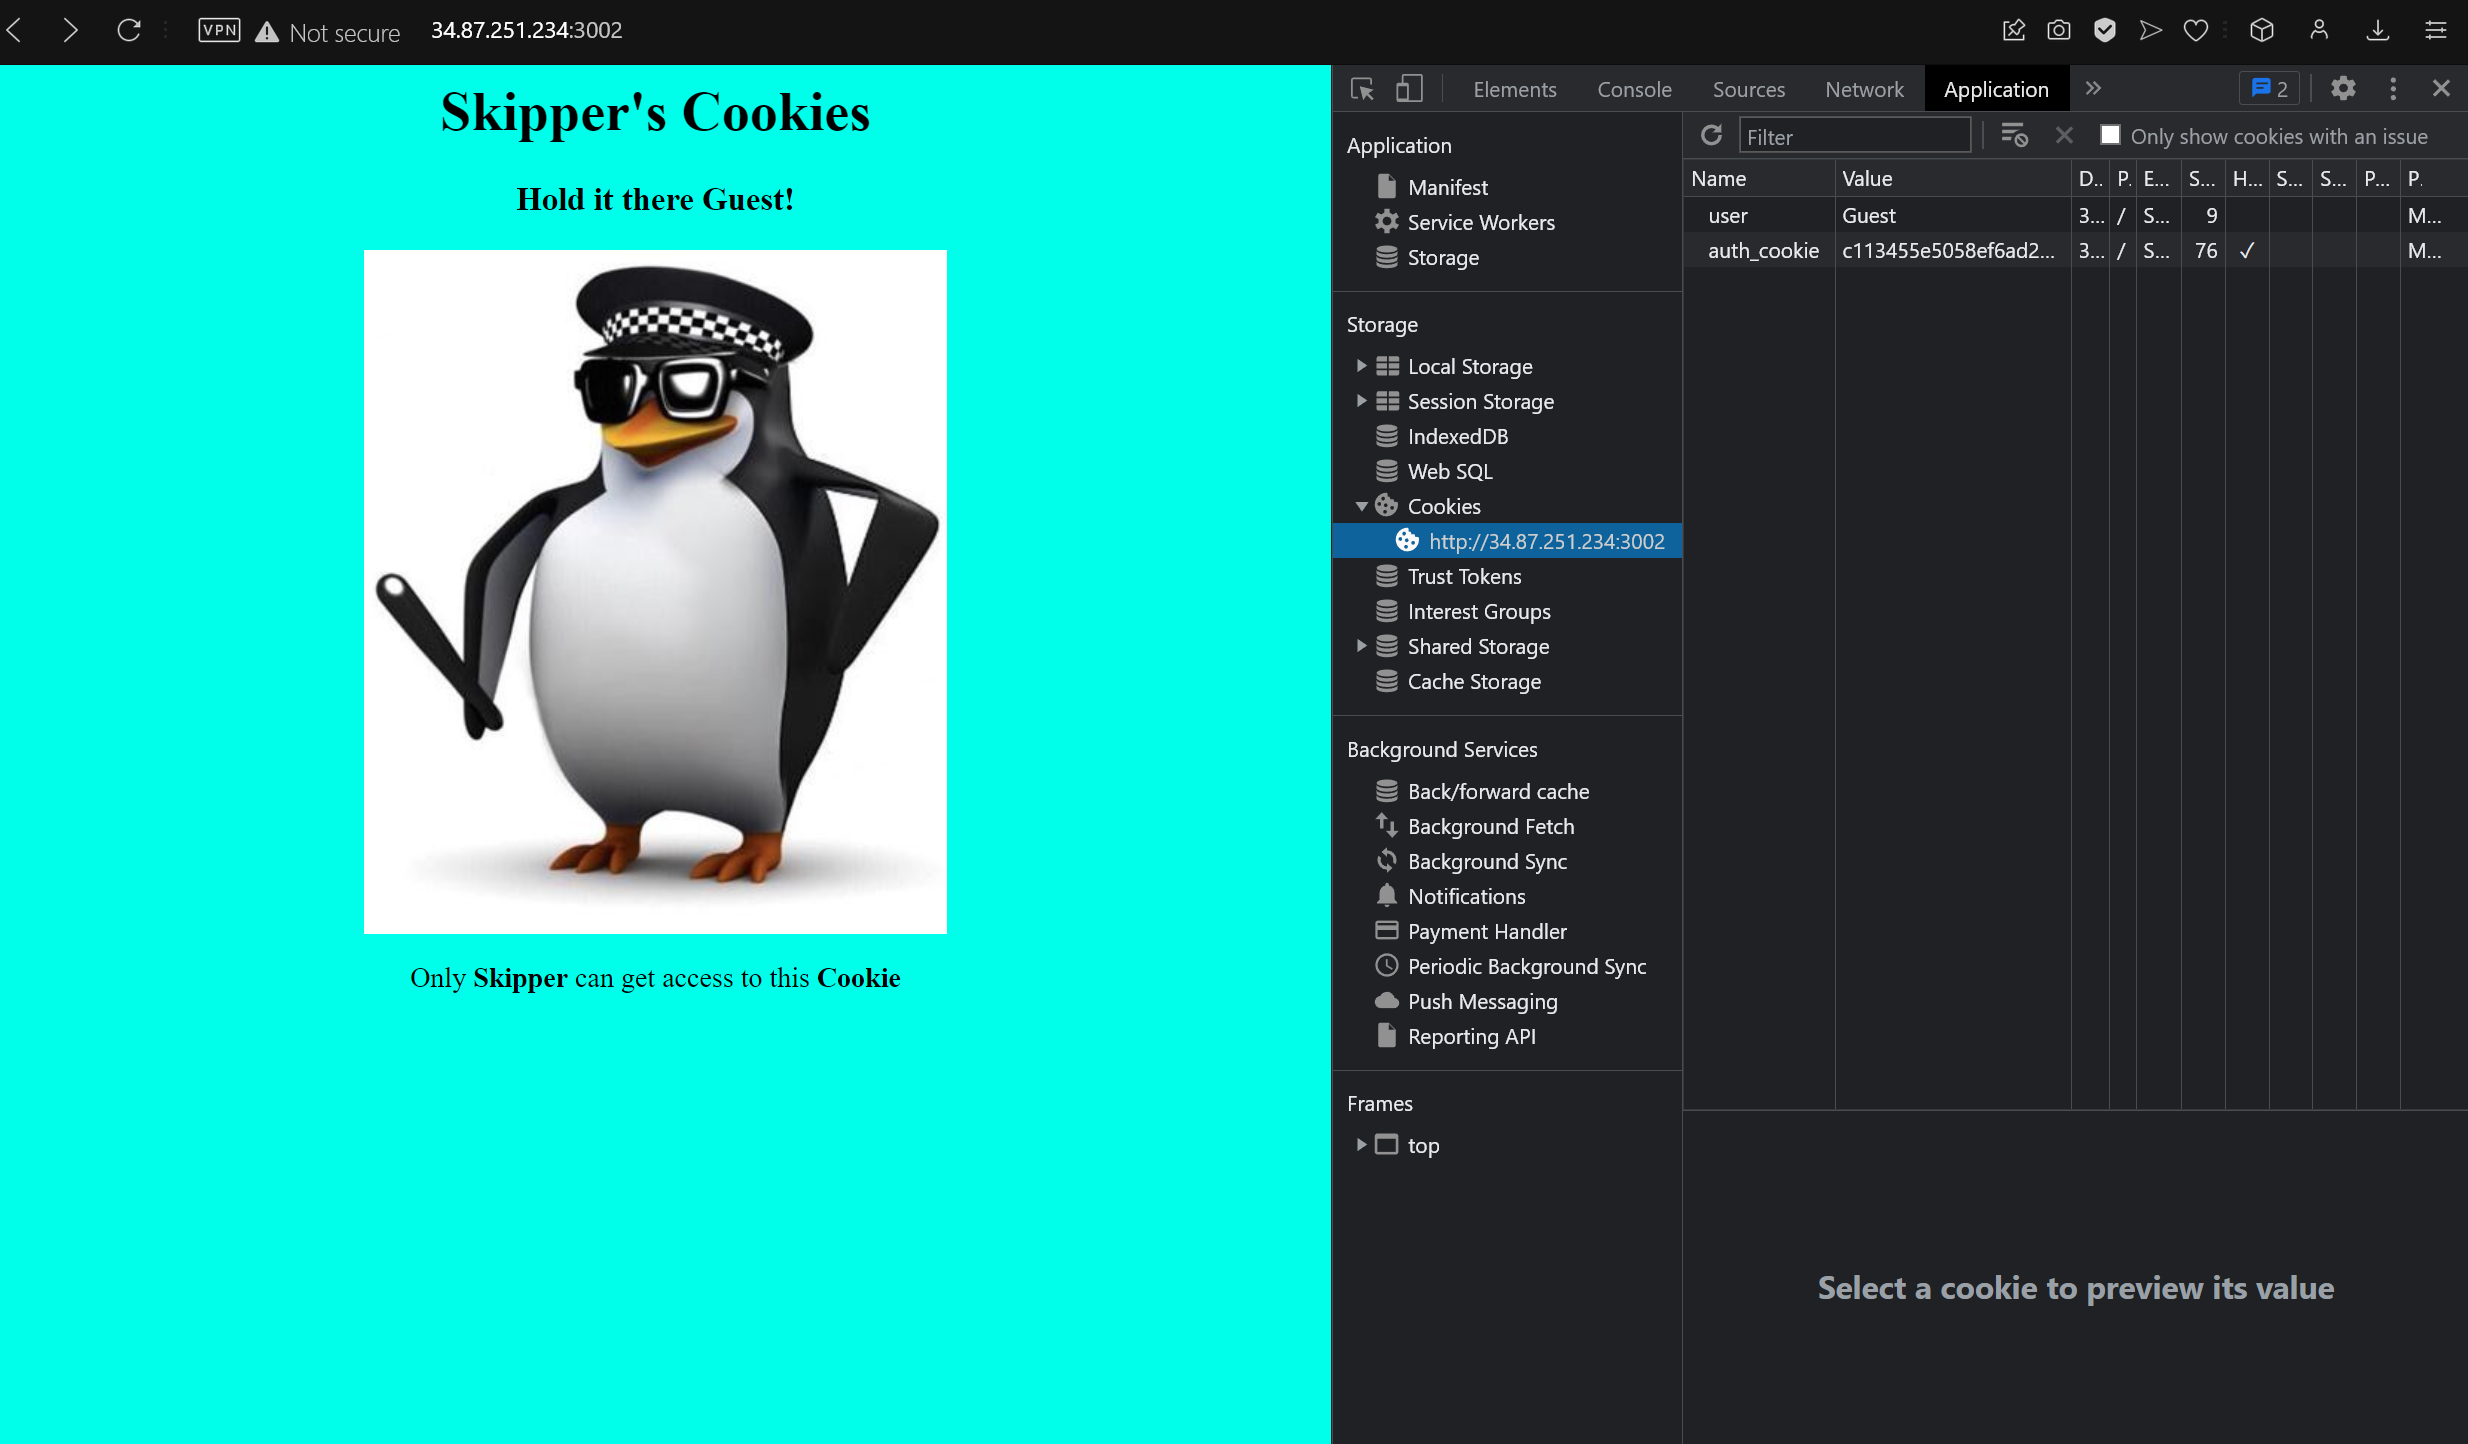 VPN Not secure 34.87.251.234:3002
Skipper's Cookies
Hold it there Guest!
Only Skipper can get access to this Cookie
Elements Console Sources Network Application 2
Application
Manifest
Service Workers
Storage
Storage
Local Storage
Session Storage
IndexedDB
Web SQL
Cookies
http://34.87.251.234:3002
Trust Tokens
Interest Groups
Shared Storage
Cache Storage
Background Services
Back/forward cache
Background Fetch
Background Sync
Notifications
Payment Handler
Periodic Background Sync
Push Messaging
Reporting API
Frames
top
Filter Only show cookies with an issue
Name Value D.. P. E... S... H... S... S... P... P.
user Guest 3... / S... 9 M...
auth_cookie c113455e5058ef6ad2... 3... / S... 76 ✓ M...
Select a cookie to preview its value